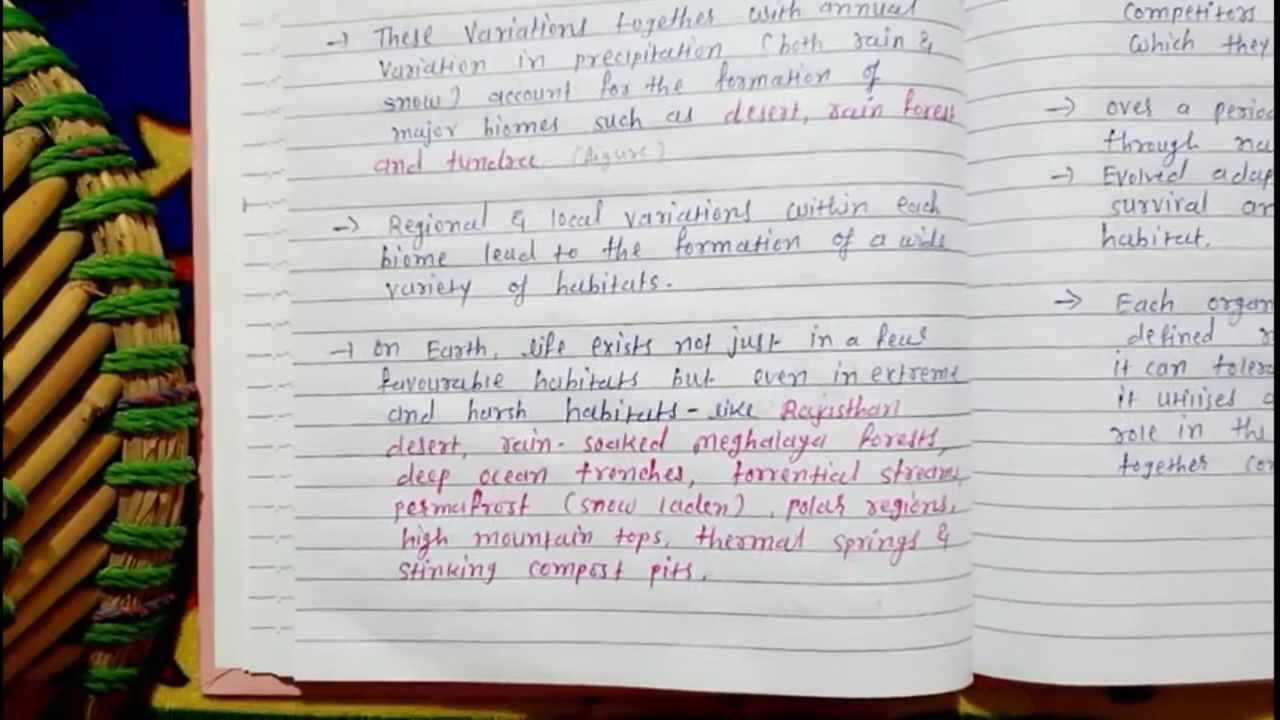 → These variations together with annual
variation in precipitation (both rain &
snow) account for the formation of
major biomes such as desert, rain forest
and tundra (figure)
→ Regional & local variations within each
biome lead to the formation of a wide
variety of habitats.
→ On Earth, life exists not just in a few
favourable habitats but even in extreme
and harsh habitats - like Rajasthan
desert, rain-soaked meghalaya forests,
deep ocean trenches, torrential streams,
permafrost (snow laden), polar regions,
high mountain tops, thermal springs &
stinking compost pits.
competitors
which they
→ over a period
through na
→ Evolved adap
survival an
habitat.
→ Each organ
defined r
it can tolera
it utilises a
role in the
together con